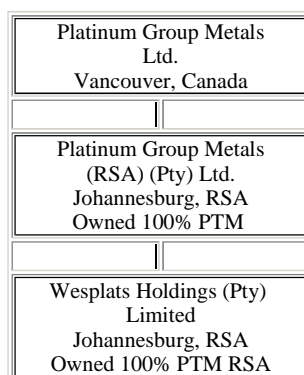 Platinum Group Metals
Ltd.
Vancouver, Canada
Platinum Group Metals
(RSA) (Pty) Ltd.
Johannesburg, RSA
Owned 100% PTM
Wesplats Holdings (Pty)
Limited
Johannesburg, RSA
Owned 100% PTM RSA